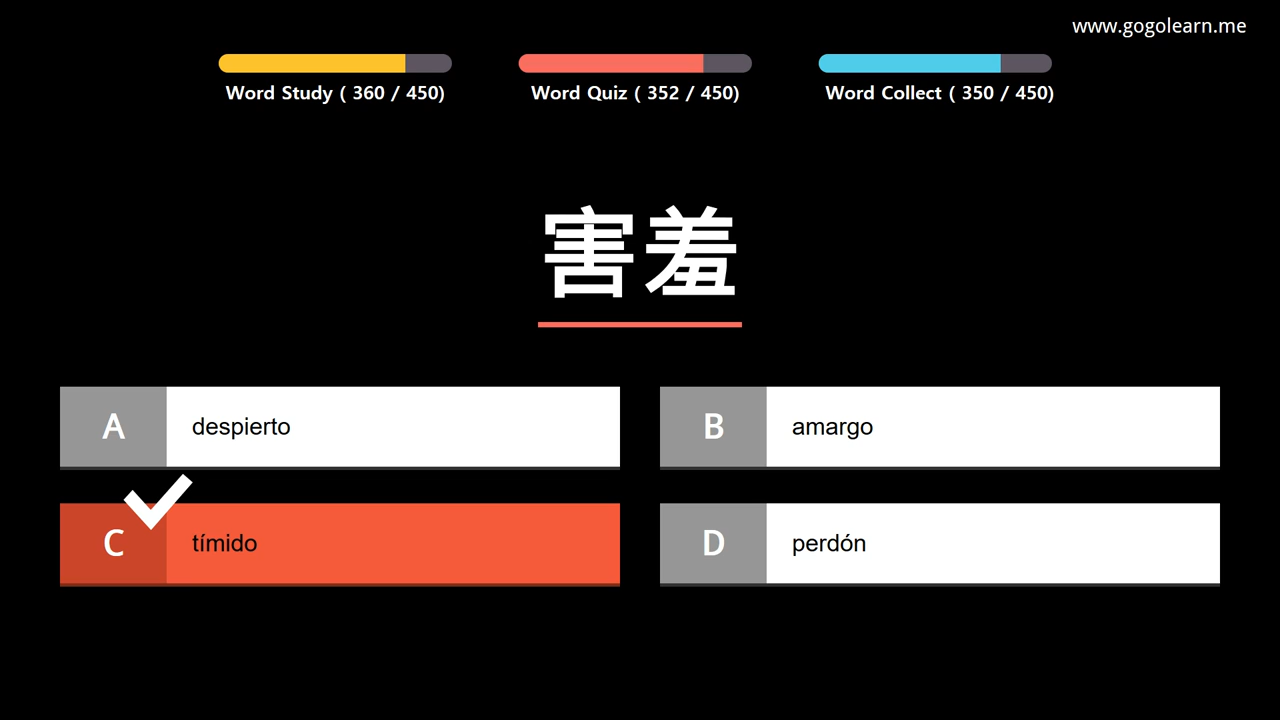 www.gogolearn.me
Word Study ( 360 / 450)
Word Quiz ( 352 / 450)
Word Collect ( 350 / 450)
害羞
A despierto
B amargo
C tímido
D perdón